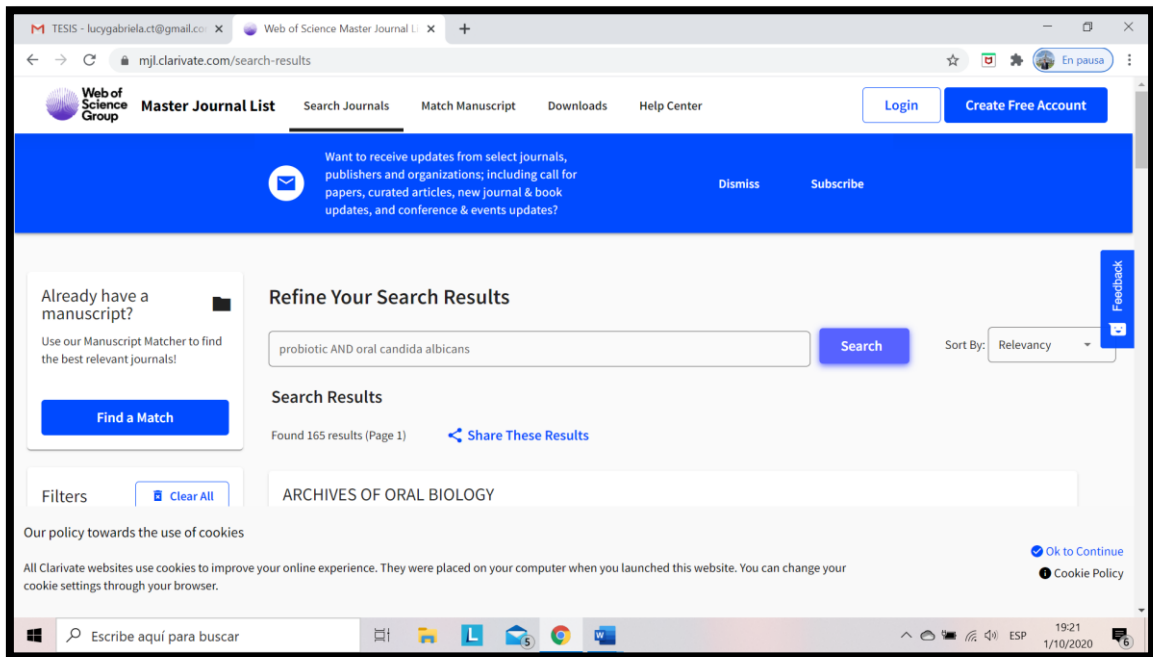 TESIS - lucygabriela.ct@gmail.co
Web of Science Master Journal L
mjl.clarivate.com/search-results
En pausa
Web of
Science
Group
Master Journal List
Search Journals
Match Manuscript
Downloads
Help Center
Login
Create Free Account
Want to receive updates from select journals,
publishers and organizations; including call for
papers, curated articles, new journal & book
updates, and conference & events updates?
Dismiss
Subscribe
Feedback
Already have a
manuscript?
Use our Manuscript Matcher to find
the best relevant journals!
Find a Match
Refine Your Search Results
probiotic AND oral candida albicans
Search
Sort By:
Relevancy
Search Results
Found 165 results (Page 1)
Share These Results
Filters
Clear All
ARCHIVES OF ORAL BIOLOGY
Our policy towards the use of cookies
All Clarivate websites use cookies to improve your online experience. They were placed on your computer when you launched this website. You can change your
cookie settings through your browser.
Ok to Continue
Cookie Policy
Escribe aquí para buscar
L
5
ESP
19:21
1/10/2020
6